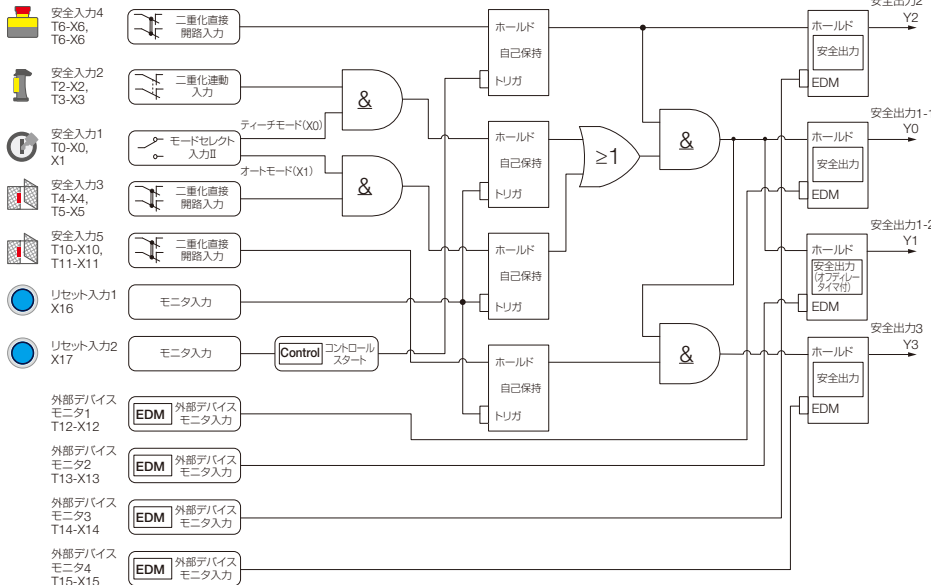 安全入力4
T6-X6,
T6-X6
二重化直接
開路入力
安全入力2
T2-X2,
T3-X3
二重化連動
入力
安全入力1
T0-X0,
X1
モードセレクト
入力II
ティーチモード(X0)
オートモード(X1)
安全入力3
T4-X4,
T5-X5
二重化直接
開路入力
安全入力5
T10-X10,
T11-X11
二重化直接
開路入力
リセット入力1
X16
モニタ入力
リセット入力2
X17
モニタ入力
Control
コントロール
スタート
外部デバイス
モニタ1
T12-X12
EDM
外部デバイス
モニタ入力
外部デバイス
モニタ2
T13-X13
EDM
外部デバイス
モニタ入力
外部デバイス
モニタ3
T14-X14
EDM
外部デバイス
モニタ入力
外部デバイス
モニタ4
T15-X15
EDM
外部デバイス
モニタ入力
&
&
ホールド
自己保持
トリガ
ホールド
自己保持
トリガ
ホールド
自己保持
トリガ
ホールド
自己保持
トリガ
≥1
&
&
安全出力2
Y2
ホールド
安全出力
EDM
安全出力1-1
Y0
ホールド
安全出力
EDM
安全出力1-2
Y1
ホールド
安全出力
(オフディレー
タイマ付)
EDM
安全出力3
Y3
ホールド
安全出力
EDM